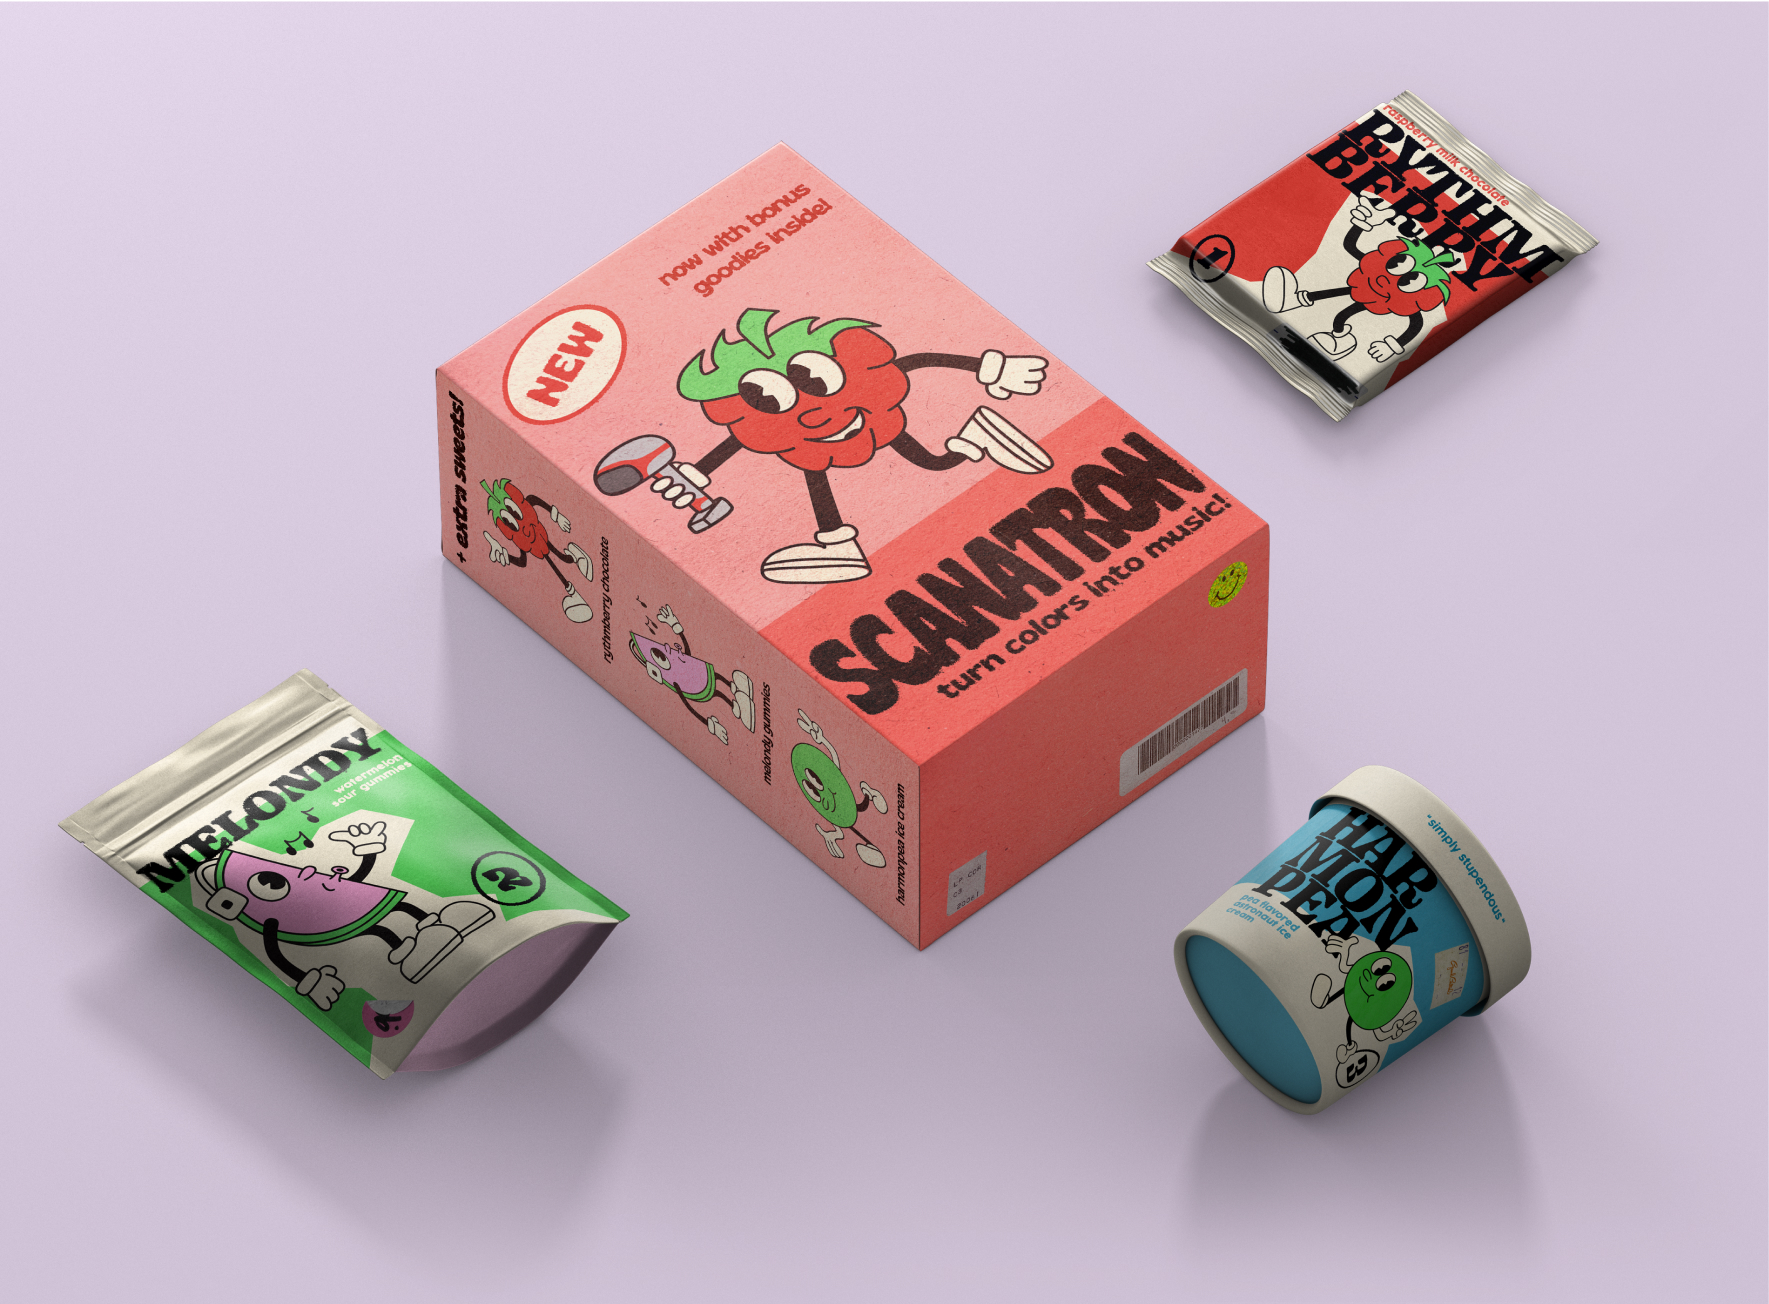 now with bonus
goodies inside!
NEW
SCANATRON
turn colors into music!
+ extra sweets!
rythmberry chocolate
melondy gummies
harmonpea ice cream
raspberry milk chocolate
RYTHM
BERRY
1
MELONDY
watermelon
sour gummies
2
"simply stupendous"
HAR
MON
PEA
pea flavored
astronaut ice
cream
3